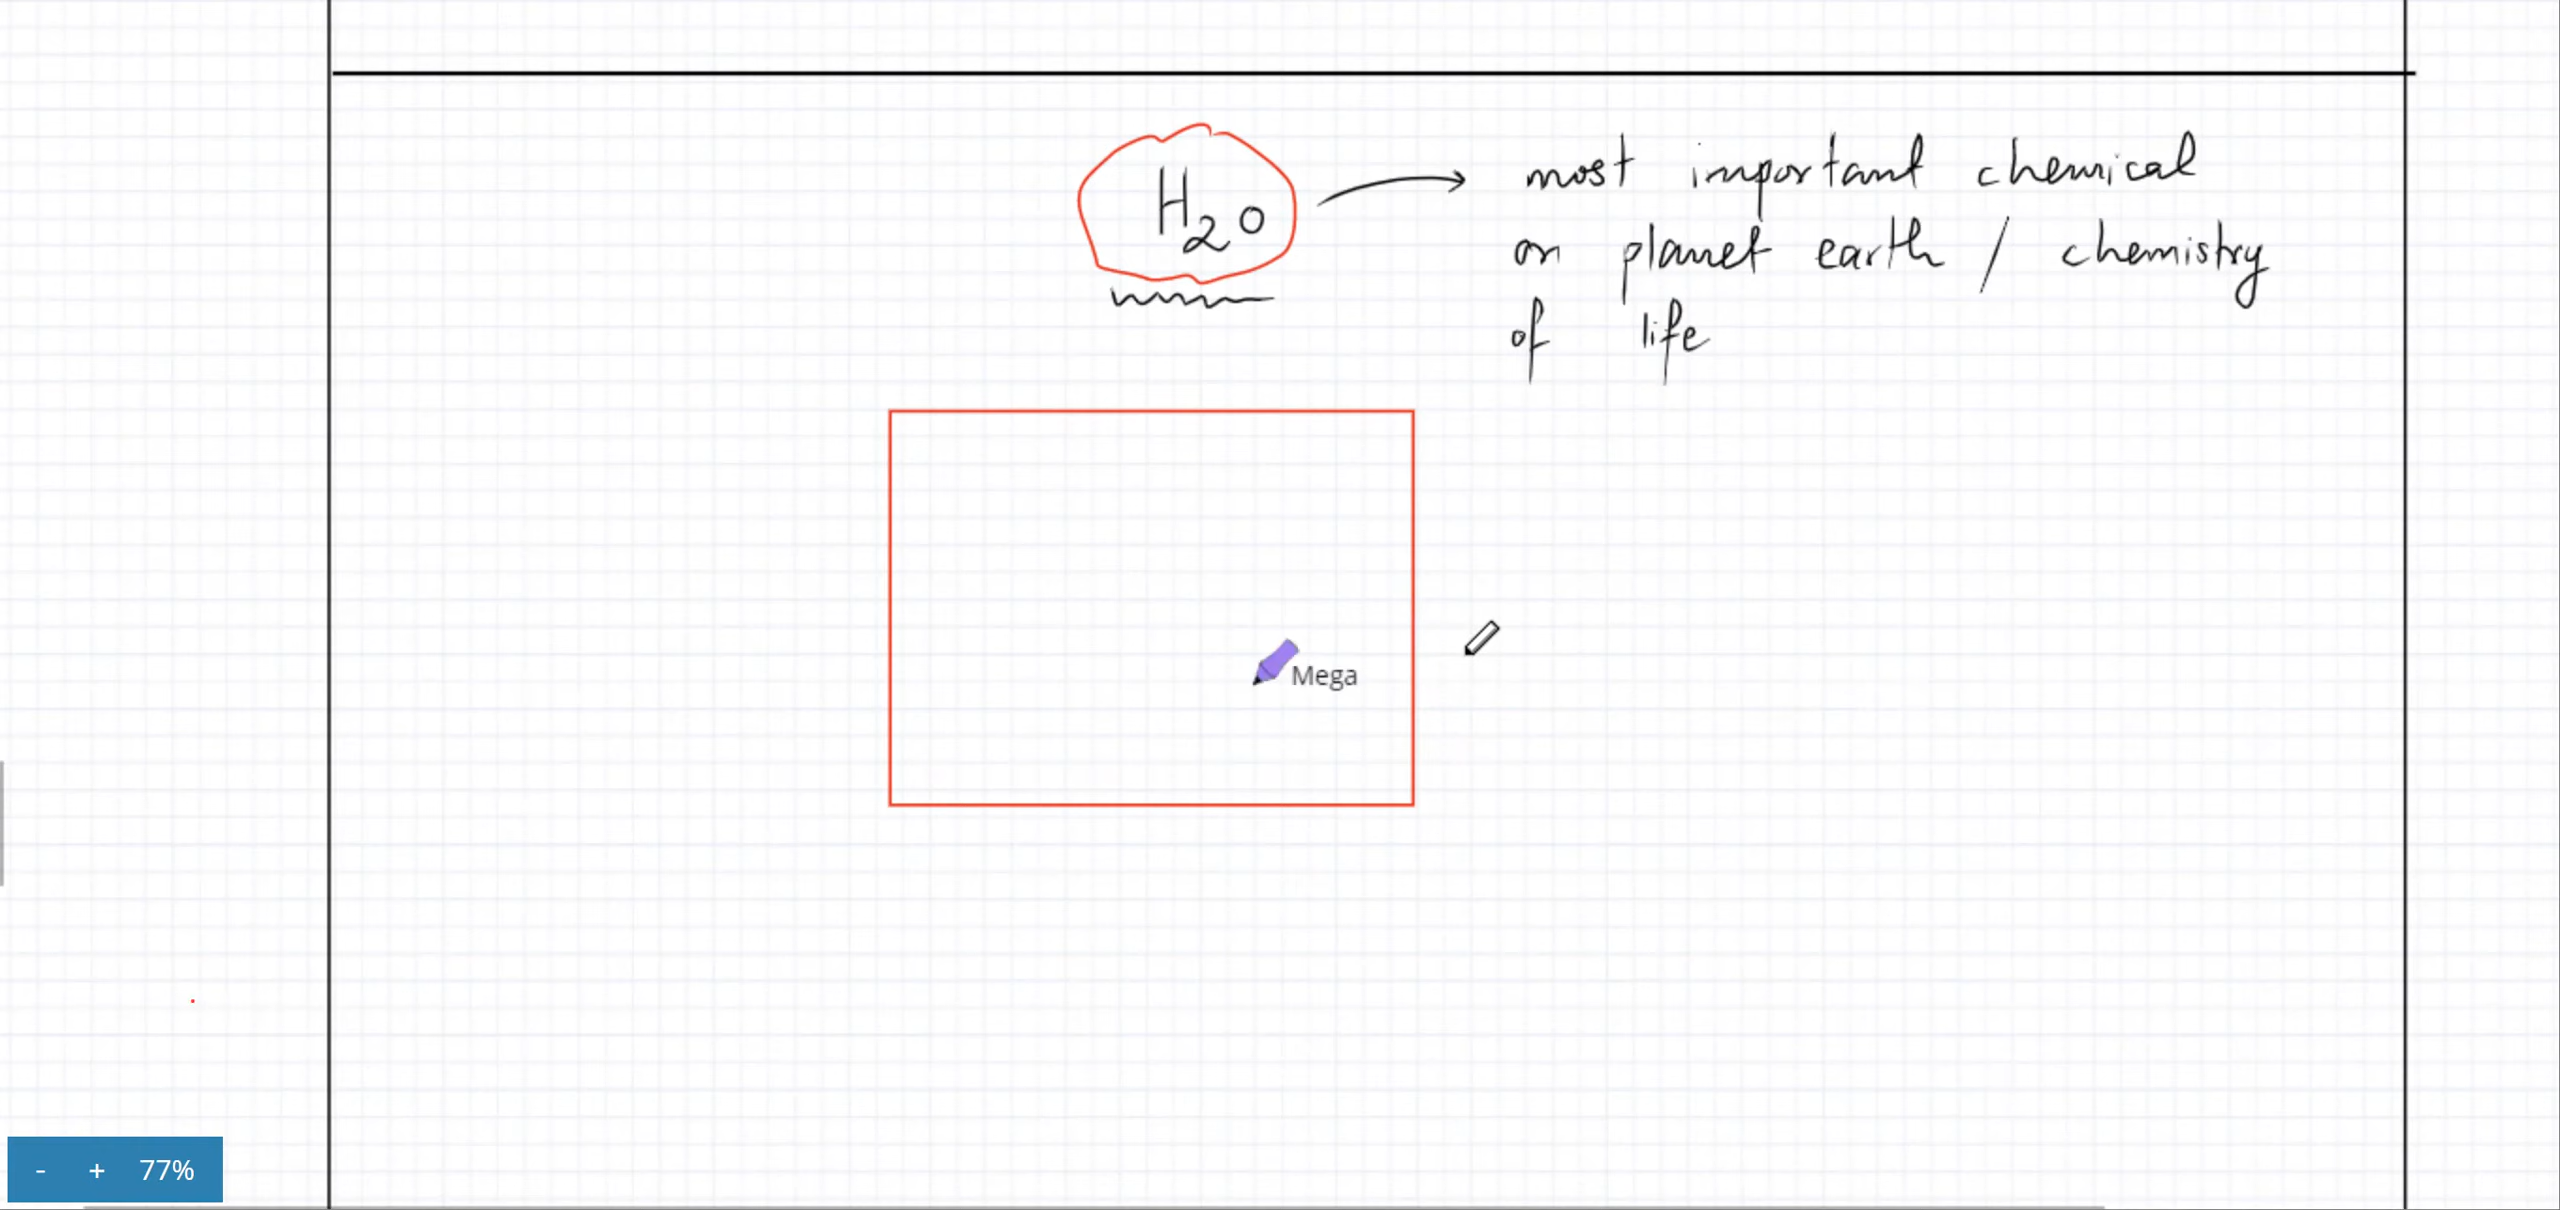 H₂O → most important chemical
on planet earth / chemistry
of life
Mega
- + 77%